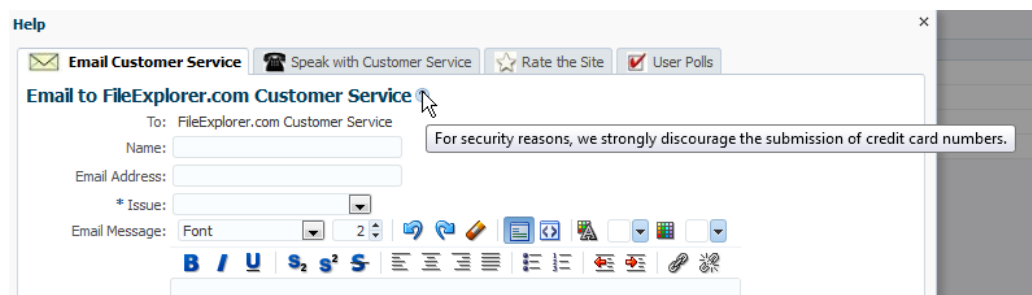 Help
Email Customer Service Speak with Customer Service Rate the Site User Polls
Email to FileExplorer.com Customer Service
To: FileExplorer.com Customer Service
For security reasons, we strongly discourage the submission of credit card numbers.
Name:
Email Address:
* Issue:
Email Message: Font 2
B I U S2 S2 S